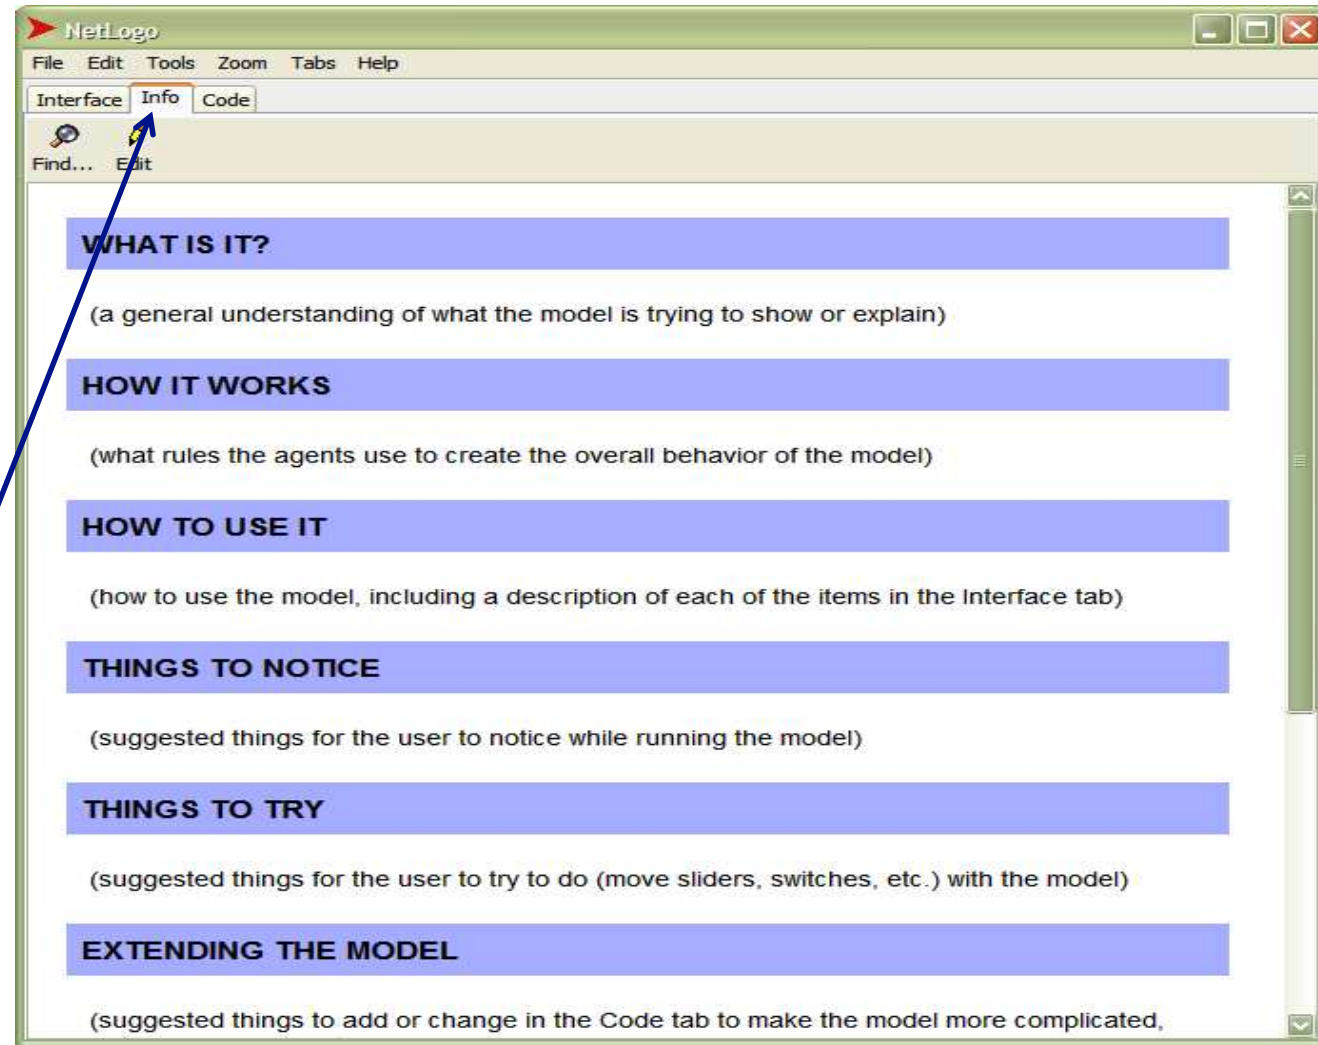 NetLogo
File Edit Tools Zoom Tabs Help
Interface Info Code
Find... Edit
WHAT IS IT?
(a general understanding of what the model is trying to show or explain)
HOW IT WORKS
(what rules the agents use to create the overall behavior of the model)
HOW TO USE IT
(how to use the model, including a description of each of the items in the Interface tab)
THINGS TO NOTICE
(suggested things for the user to notice while running the model)
THINGS TO TRY
(suggested things for the user to try to do (move sliders, switches, etc.) with the model)
EXTENDING THE MODEL
(suggested things to add or change in the Code tab to make the model more complicated,